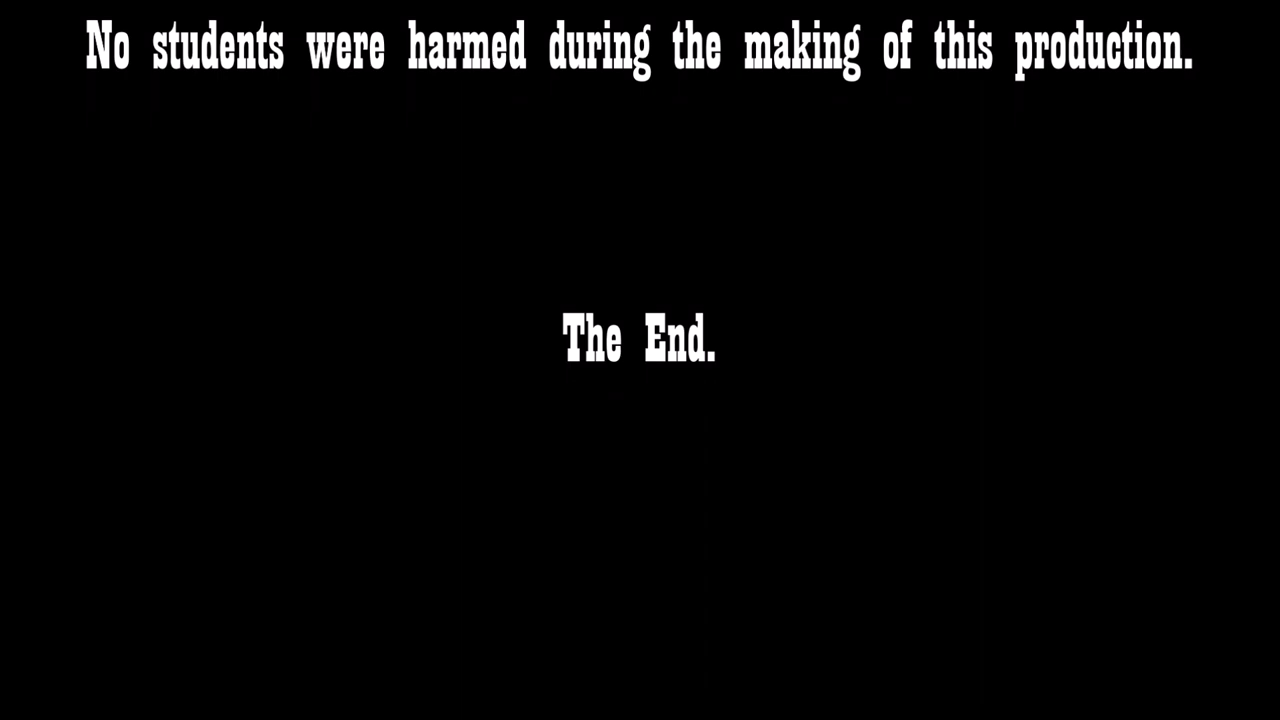 No students were harmed during the making of this production.
The End.